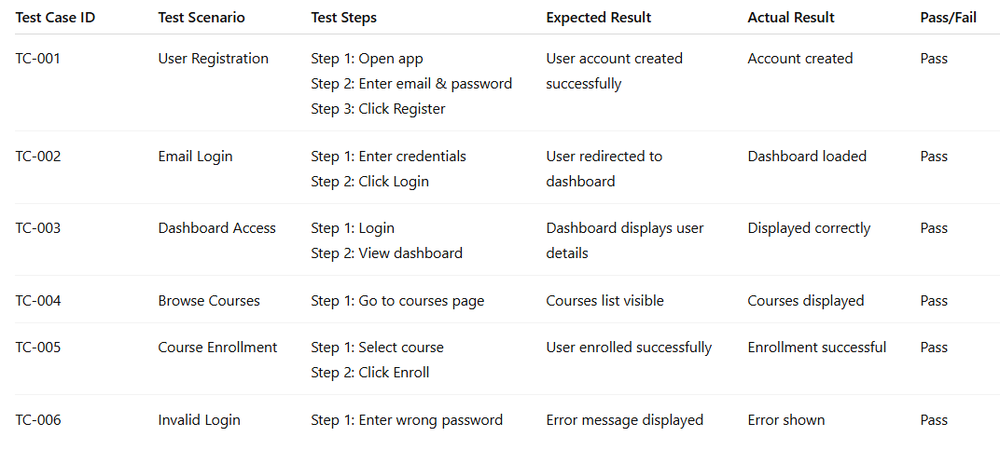 Test Case ID Test Scenario Test Steps Expected Result Actual Result Pass/Fail
TC-001 User Registration Step 1: Open app User account created Account created Pass
Step 2: Enter email & password successfully
Step 3: Click Register
TC-002 Email Login Step 1: Enter credentials User redirected to Dashboard loaded Pass
Step 2: Click Login dashboard
TC-003 Dashboard Access Step 1: Login Dashboard displays user Displayed correctly Pass
Step 2: View dashboard details
TC-004 Browse Courses Step 1: Go to courses page Courses list visible Courses displayed Pass
TC-005 Course Enrollment Step 1: Select course User enrolled successfully Enrollment successful Pass
Step 2: Click Enroll
TC-006 Invalid Login Step 1: Enter wrong password Error message displayed Error shown Pass